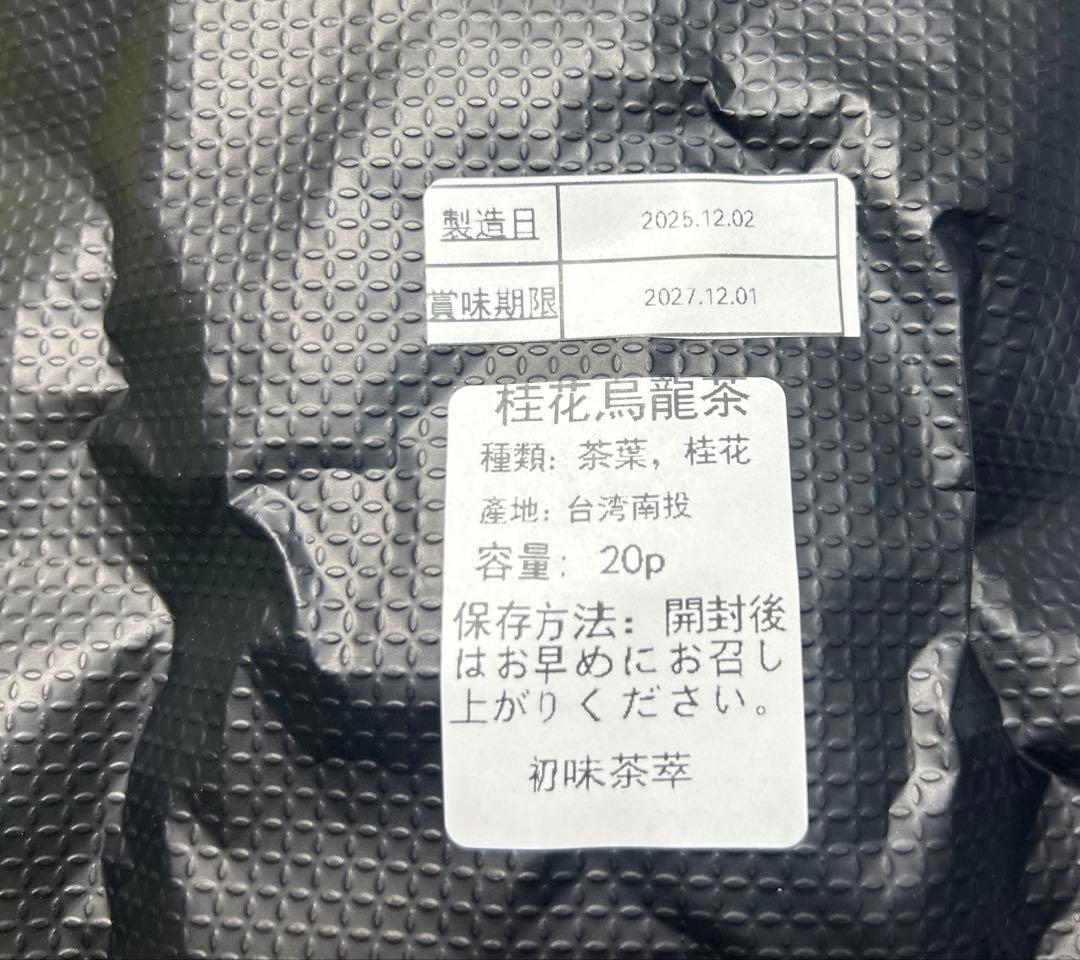 製造日 2025.12.02
賞味期限 2027.12.01
桂花烏龍茶
種類: 茶葉, 桂花
產地: 台湾南投
容量: 20p
保存方法: 開封後
はお早めにお召し
上がりください。
初味茶萃